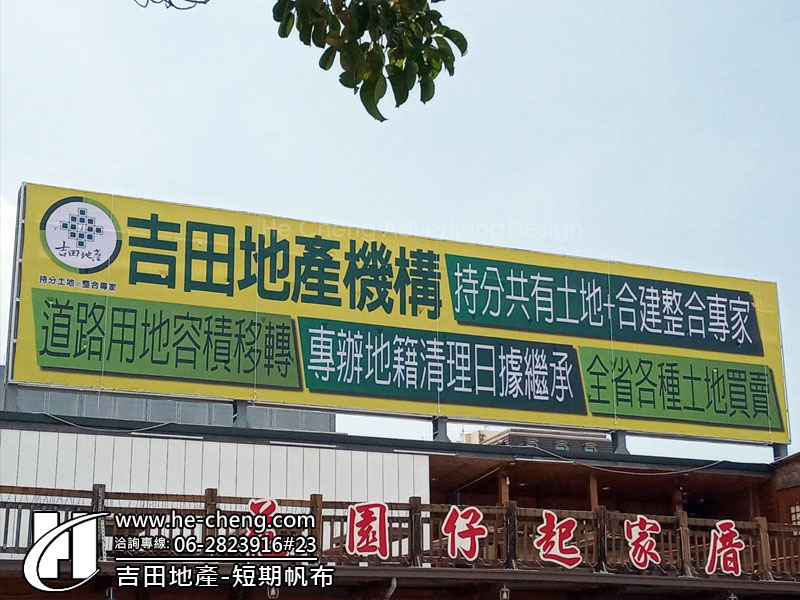 He Cheng Advertising Design
吉田地產
持分土地の整合專家
吉田地產機構
持分共有土地+合建整合專家
道路用地容積移轉
專辦地籍清理日據繼承
全省各種土地買賣
園仔起家厝
www.he-cheng.com
洽詢專線: 06-2823916#23
吉田地產-短期帆布